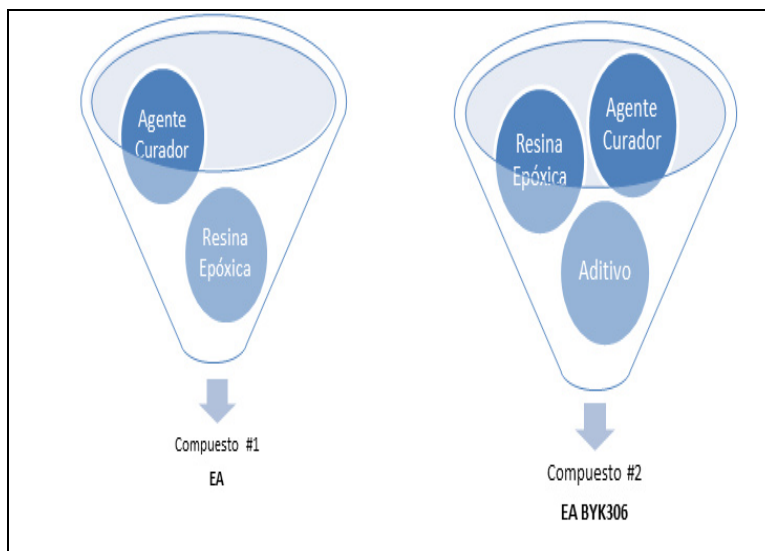 Agente
Curador
Resina
Epóxica
Compuesto #1
EA
Resina
Epóxica
Agente
Curador
Aditivo
Compuesto #2
EA BYK306